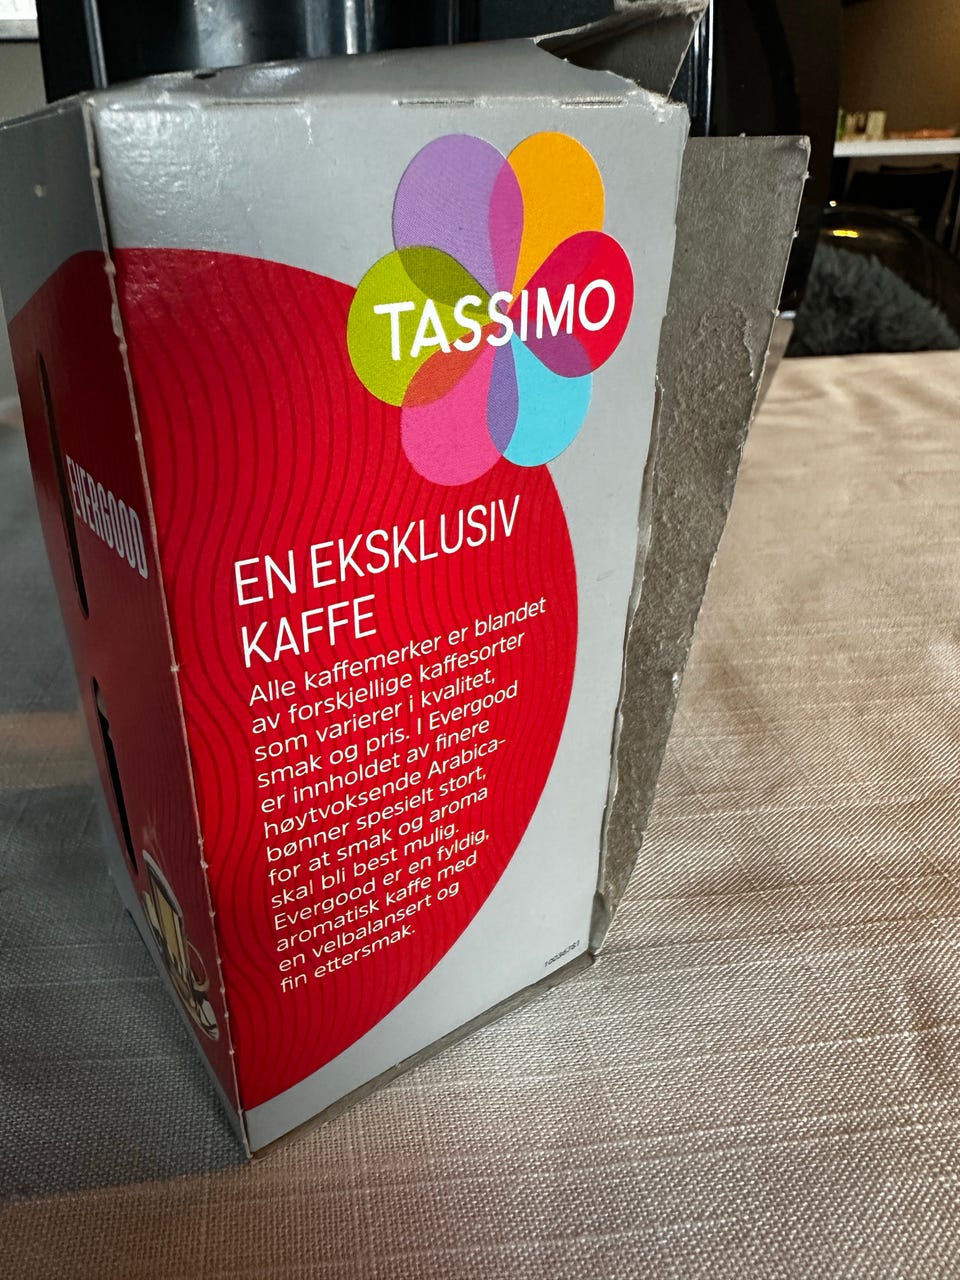 TASSIMO
EVERGOOD
EN EKSKLUSIV
KAFFE
Alle kaffemerker er blandet
av forskjellige kaffesorter
som varierer i kvalitet,
smak og pris. I Evergood
er innholdet av finere
høytvoksende Arabica-
bønner spesielt stort,
for at smak og aroma
skal bli best mulig.
Evergood er en fyldig,
aromatisk kaffe med
en velbalansert og
fin ettersmak.